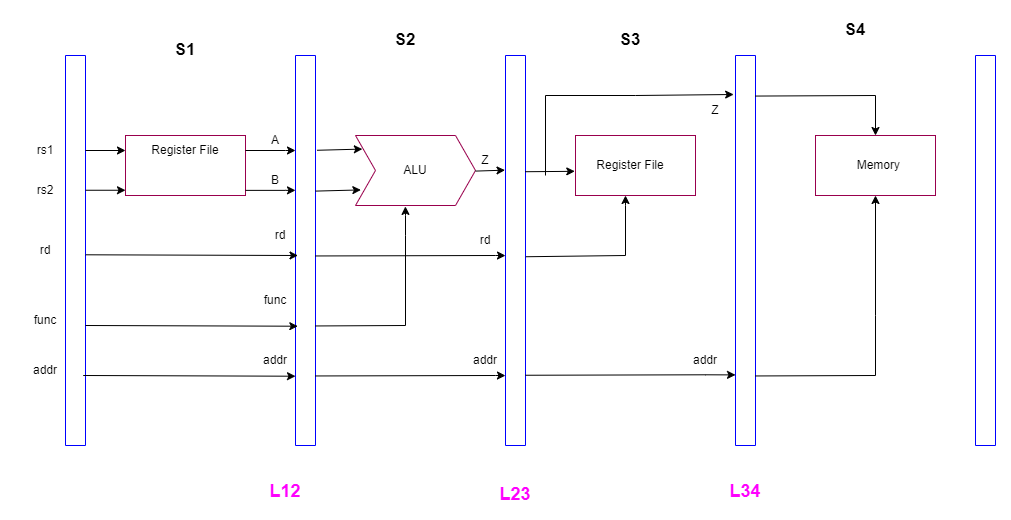 S1
S2
S3
S4
rs1
rs2
rd
func
addr
Register File
A
B
rd
func
addr
ALU
Z
rd
addr
Register File
Z
addr
Memory
L12
L23
L34